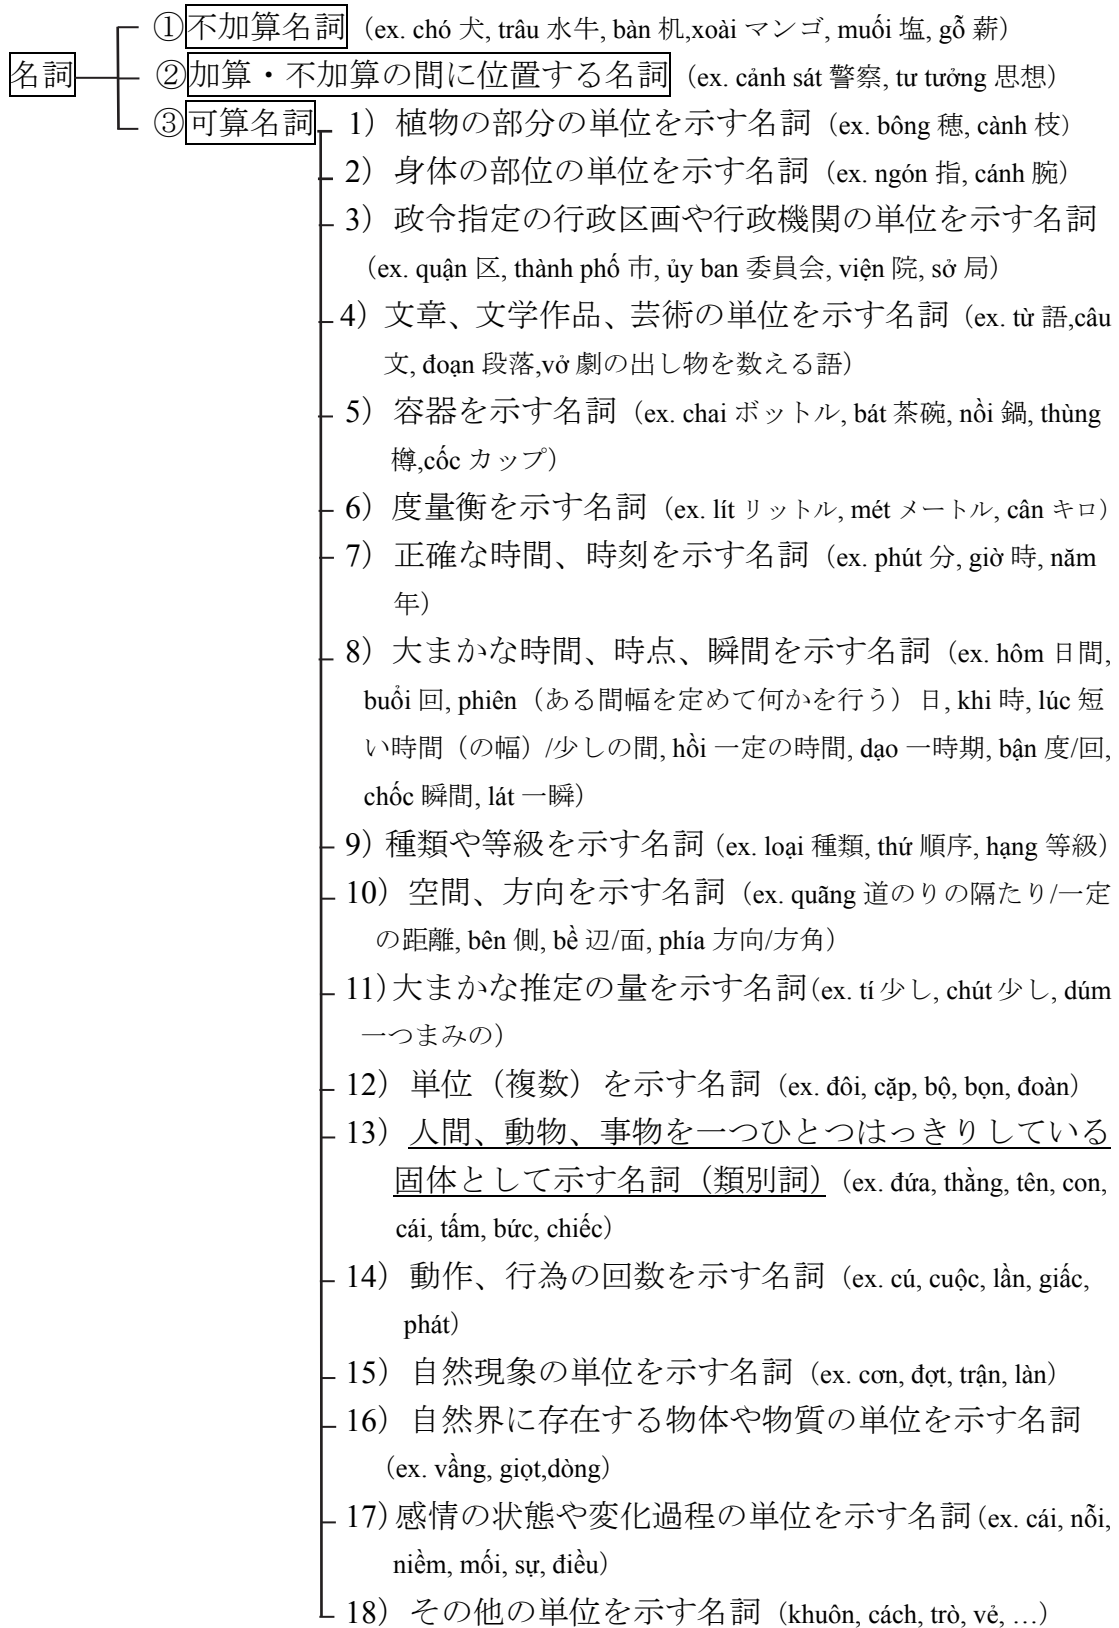 ①不加算名詞（ex. chó 犬, trâu 水牛, bàn 机,xoài マンゴ, muối 塩, gỗ 薪）
名詞 ②加算・不加算の間に位置する名詞（ex. cảnh sát 警察, tư tưởng 思想）
③可算名詞 1）植物の部分の単位を示す名詞（ex. bông 穂, cành 枝）
2）身体の部位の単位を示す名詞（ex. ngón 指, cánh 腕）
3）政令指定の行政区画や行政機関の単位を示す名詞
（ex. quận 区, thành phố 市, ủy ban 委員会, viện 院, sở 局）
4）文章、文学作品、芸術の単位を示す名詞（ex. từ 語,câu
文, đoạn 段落,vở 劇の出し物を数える語）
5）容器を示す名詞（ex. chai ボットル, bát 茶碗, nồi 鍋, thùng
樽,cốc カップ）
6）度量衡を示す名詞（ex. lít リットル, mét メートル, cân キロ）
7）正確な時間、時刻を示す名詞（ex. phút 分, giờ 時, năm
年）
8）大まかな時間、時点、瞬間を示す名詞（ex. hôm 日間,
buổi 回, phiên（ある間幅を定めて何かを行う）日, khi 時, lúc 短
い時間（の幅）/少しの間, hồi 一定の時間, dạo 一時期, bận 度/回,
chốc 瞬間, lát 一瞬）
9）種類や等級を示す名詞（ex. loại 種類, thứ 順序, hạng 等級）
10）空間、方向を示す名詞（ex. quãng 道のりの隔たり/一定
の距離, bên 側, bề 辺/面, phía 方向/方角）
11）大まかな推定の量を示す名詞（ex. tí 少し, chút 少し, dúm
一つまみの）
12）単位（複数）を示す名詞（ex. đôi, cặp, bộ, bọn, đoàn）
13）人間、動物、事物を一つひとつはっきりしている
固体として示す名詞（類別詞）（ex. đứa, thằng, tên, con,
cái, tấm, bức, chiếc）
14）動作、行為の回数を示す名詞（ex. cú, cuộc, lần, giấc,
phát）
15）自然現象の単位を示す名詞（ex. cơn, đợt, trận, làn）
16）自然界に存在する物体や物質の単位を示す名詞
（ex. vầng, giọt,dòng）
17）感情の状態や変化過程の単位を示す名詞（ex. cái, nỗi,
niềm, mối, sự, điều）
18）その他の単位を示す名詞（khuôn, cách, trò, vẻ, …）